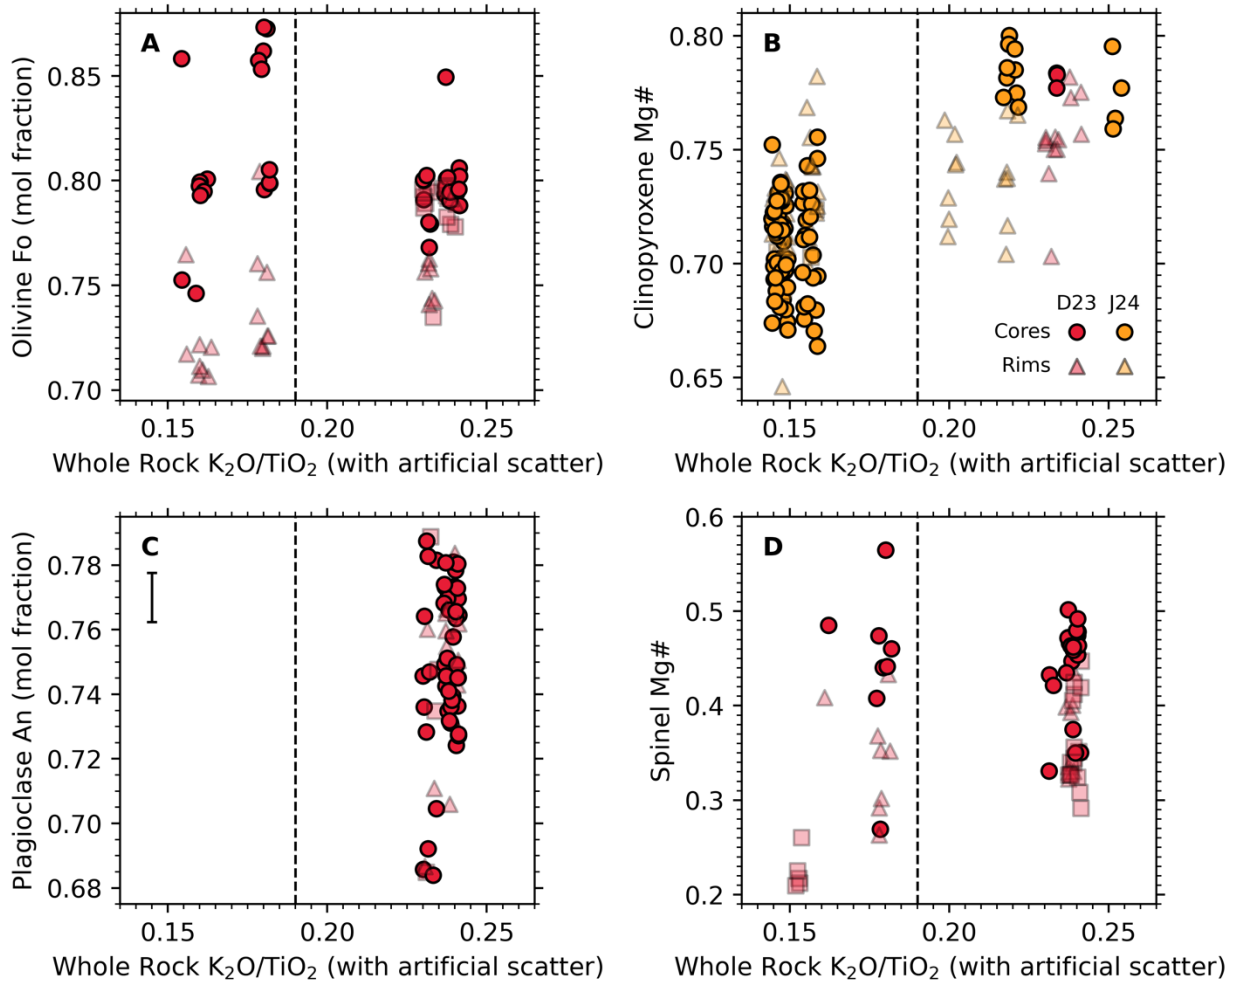 A
0.85
0.80
0.75
0.70
Olivine Fo (mol fraction)
0.15 0.20 0.25
Whole Rock K₂O/TiO₂ (with artificial scatter)
B
0.80
0.75
0.70
0.65
Clinopyroxene Mg#
D23 J24
Cores
Rims
0.15 0.20 0.25
Whole Rock K₂O/TiO₂ (with artificial scatter)
C
0.78
0.76
0.74
0.72
0.70
0.68
Plagioclase An (mol fraction)
0.15 0.20 0.25
Whole Rock K₂O/TiO₂ (with artificial scatter)
D
0.6
0.5
0.4
0.3
0.2
Spinel Mg#
0.15 0.20 0.25
Whole Rock K₂O/TiO₂ (with artificial scatter)